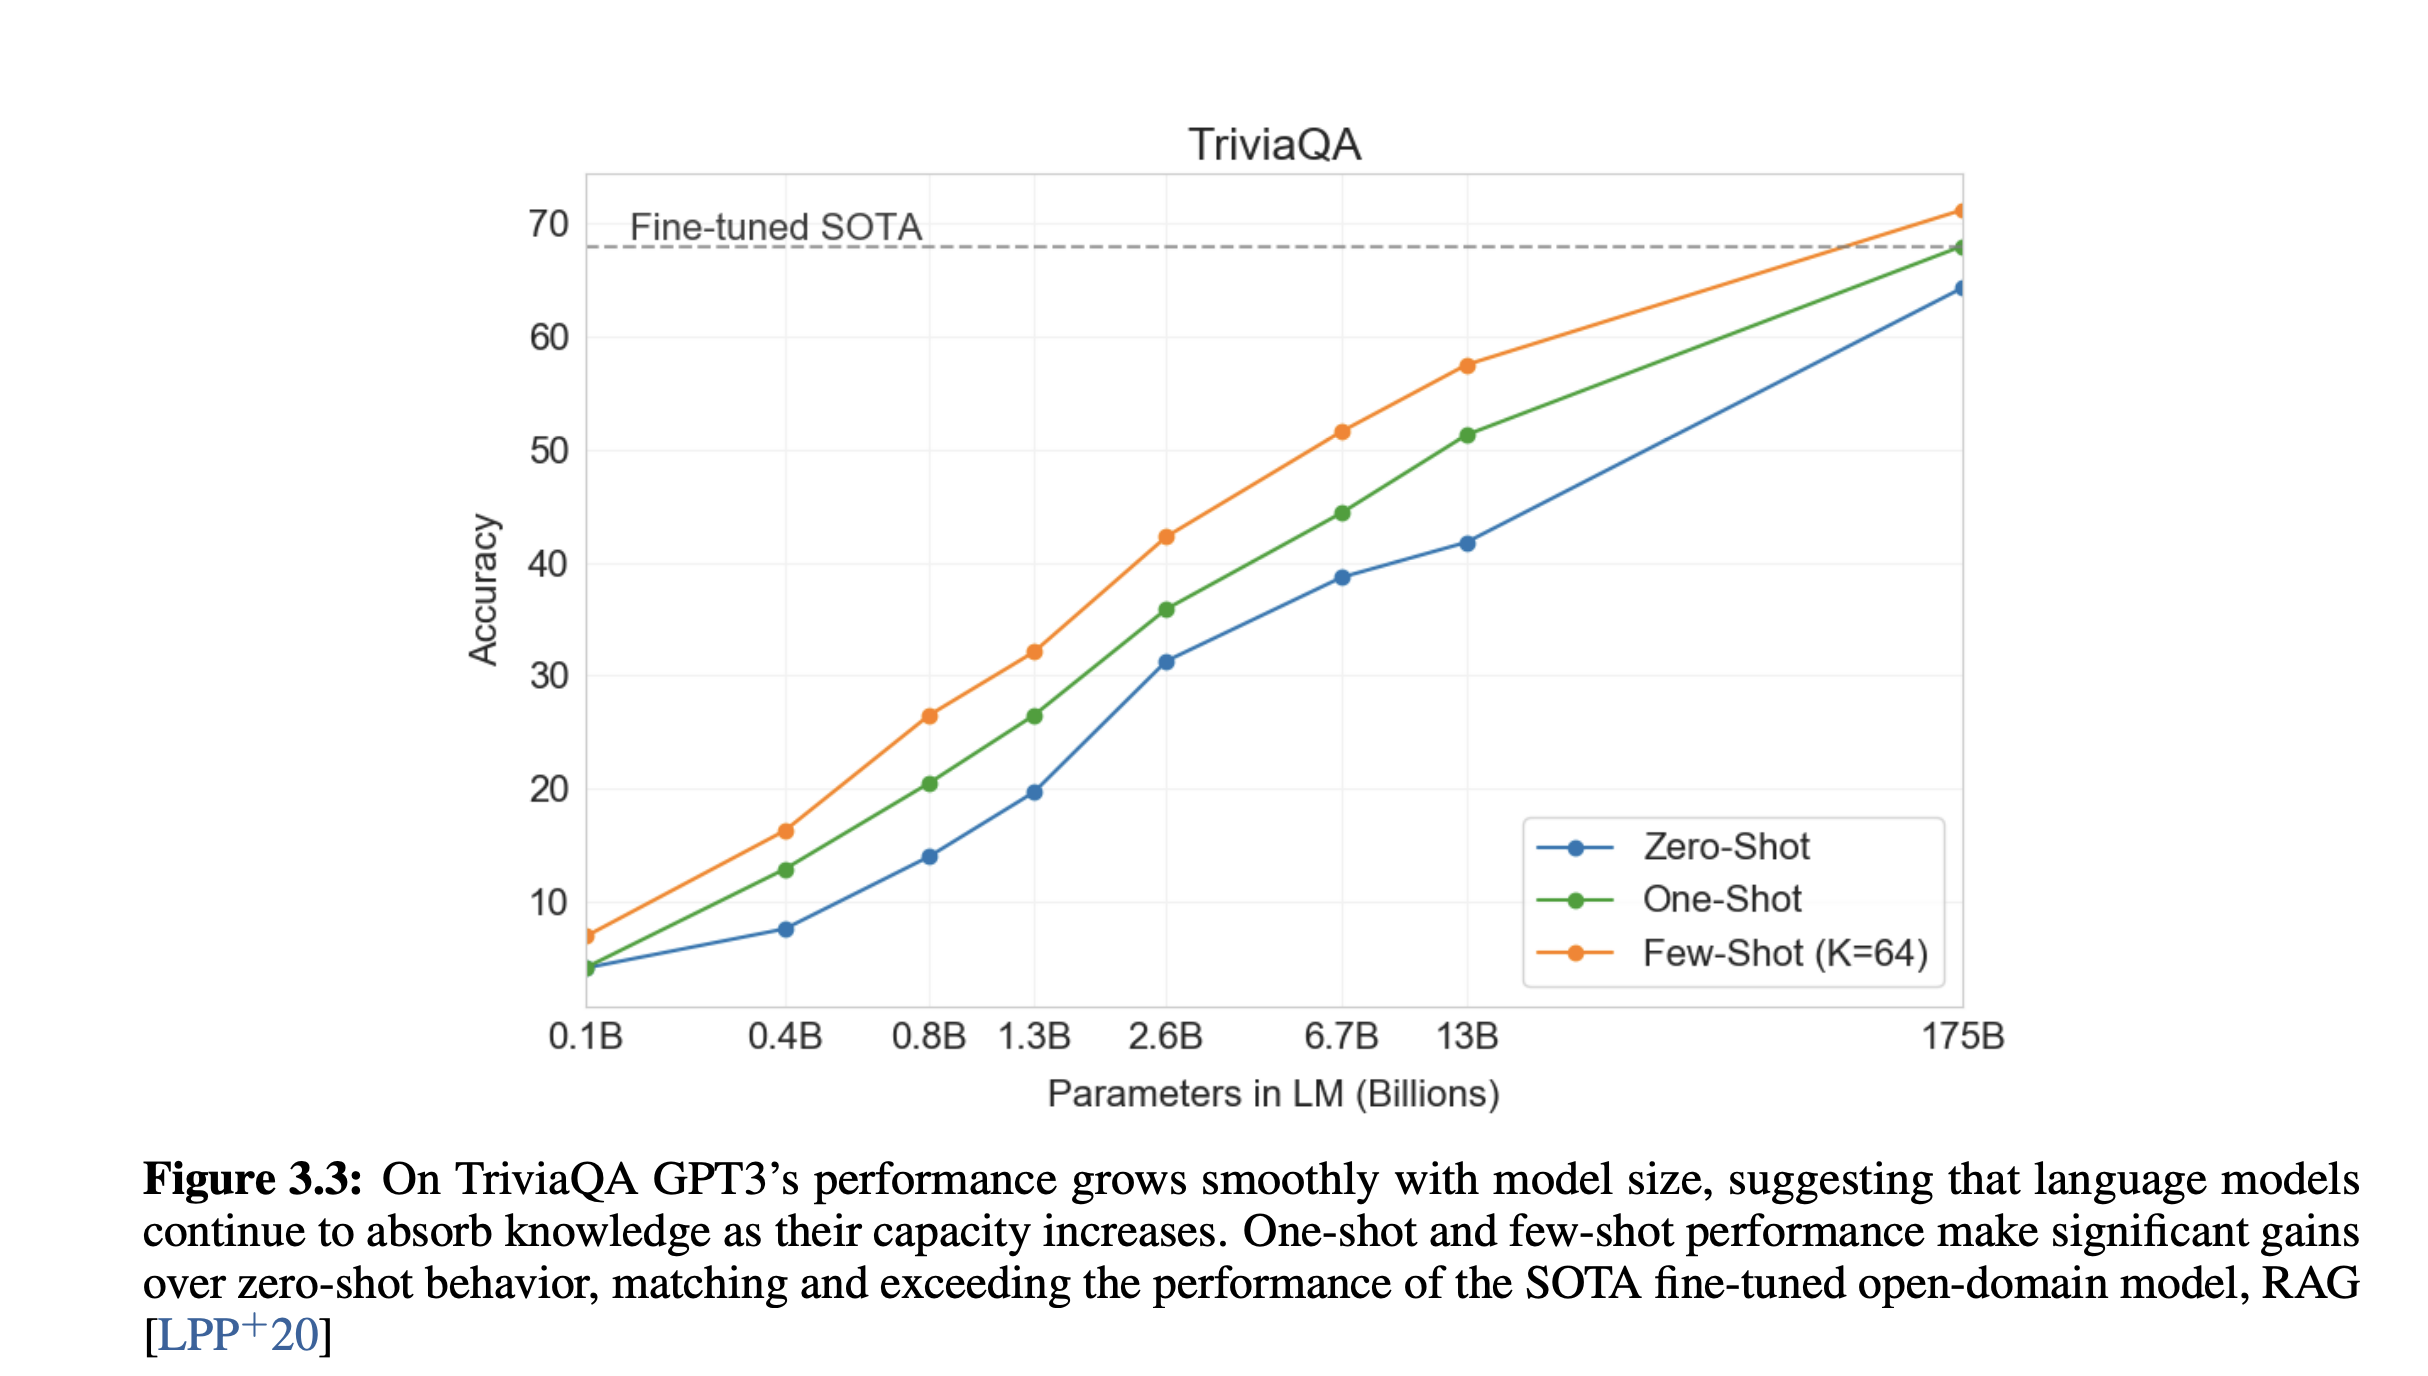 TriviaQA
Fine-tuned SOTA
70
60
50
40
30
20
10
Accuracy
Zero-Shot
One-Shot
Few-Shot (K=64)
0.1B 0.4B 0.8B 1.3B 2.6B 6.7B 13B 175B
Parameters in LM (Billions)
Figure 3.3: On TriviaQA GPT3’s performance grows smoothly with model size, suggesting that language models
continue to absorb knowledge as their capacity increases. One-shot and few-shot performance make significant gains
over zero-shot behavior, matching and exceeding the performance of the SOTA fine-tuned open-domain model, RAG
[LPP+20]